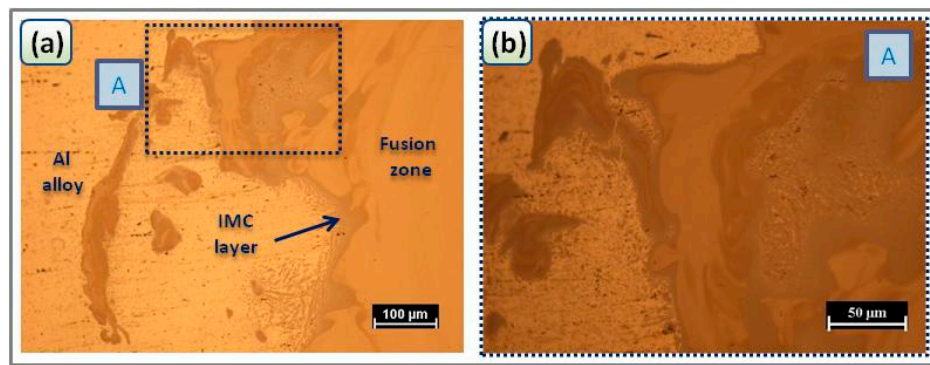 (a)
A
Al
alloy
IMC
layer
Fusion
zone
100 µm
(b)
A
50 µm